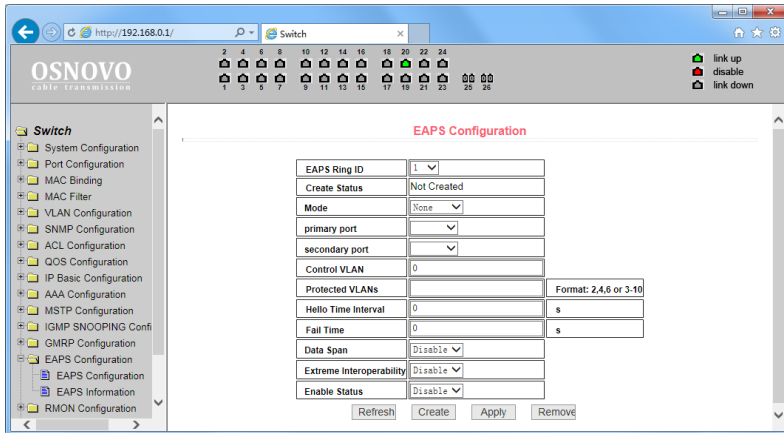 http://192.168.0.1/
Switch
OSNOVO
cable transmission
2 4 6 8 10 12 14 16 18 20 22 24
1 3 5 7 9 11 13 15 17 19 21 23 25 26
link up
disable
link down
Switch
System Configuration
Port Configuration
MAC Binding
MAC Filter
VLAN Configuration
SNMP Configuration
ACL Configuration
QOS Configuration
IP Basic Configuration
AAA Configuration
MSTP Configuration
IGMP SNOOPING Confi
GMRP Configuration
EAPS Configuration
EAPS Configuration
EAPS Information
RMON Configuration
EAPS Configuration
EAPS Ring ID 1
Create Status Not Created
Mode None
primary port
secondary port
Control VLAN 0
Protected VLANs Format: 2,4,6 or 3-10
Hello Time Interval 0 s
Fail Time 0 s
Data Span Disable
Extreme Interoperability Disable
Enable Status Disable
Refresh Create Apply Remove